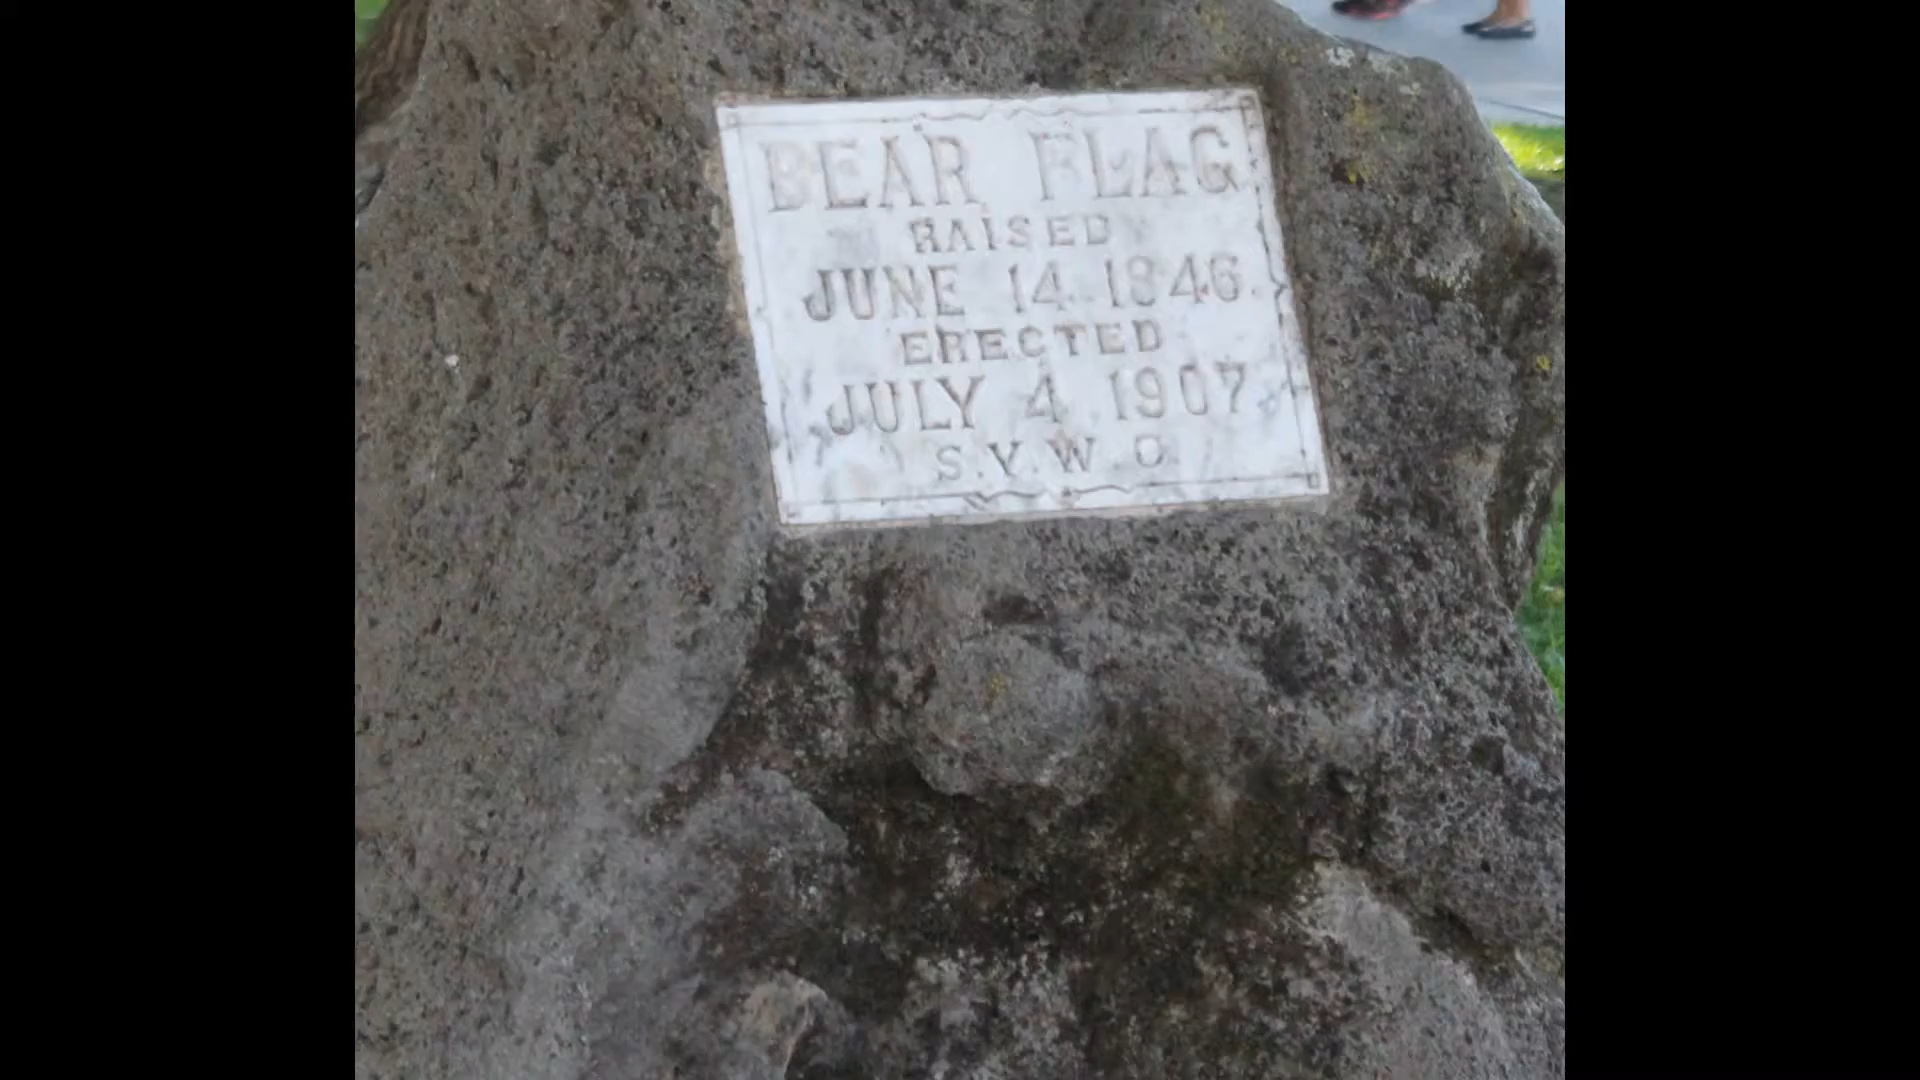 BEAR FLAG
RAISED
JUNE 14 1846
ERECTED
JULY 4 1907
S.V.W.C.